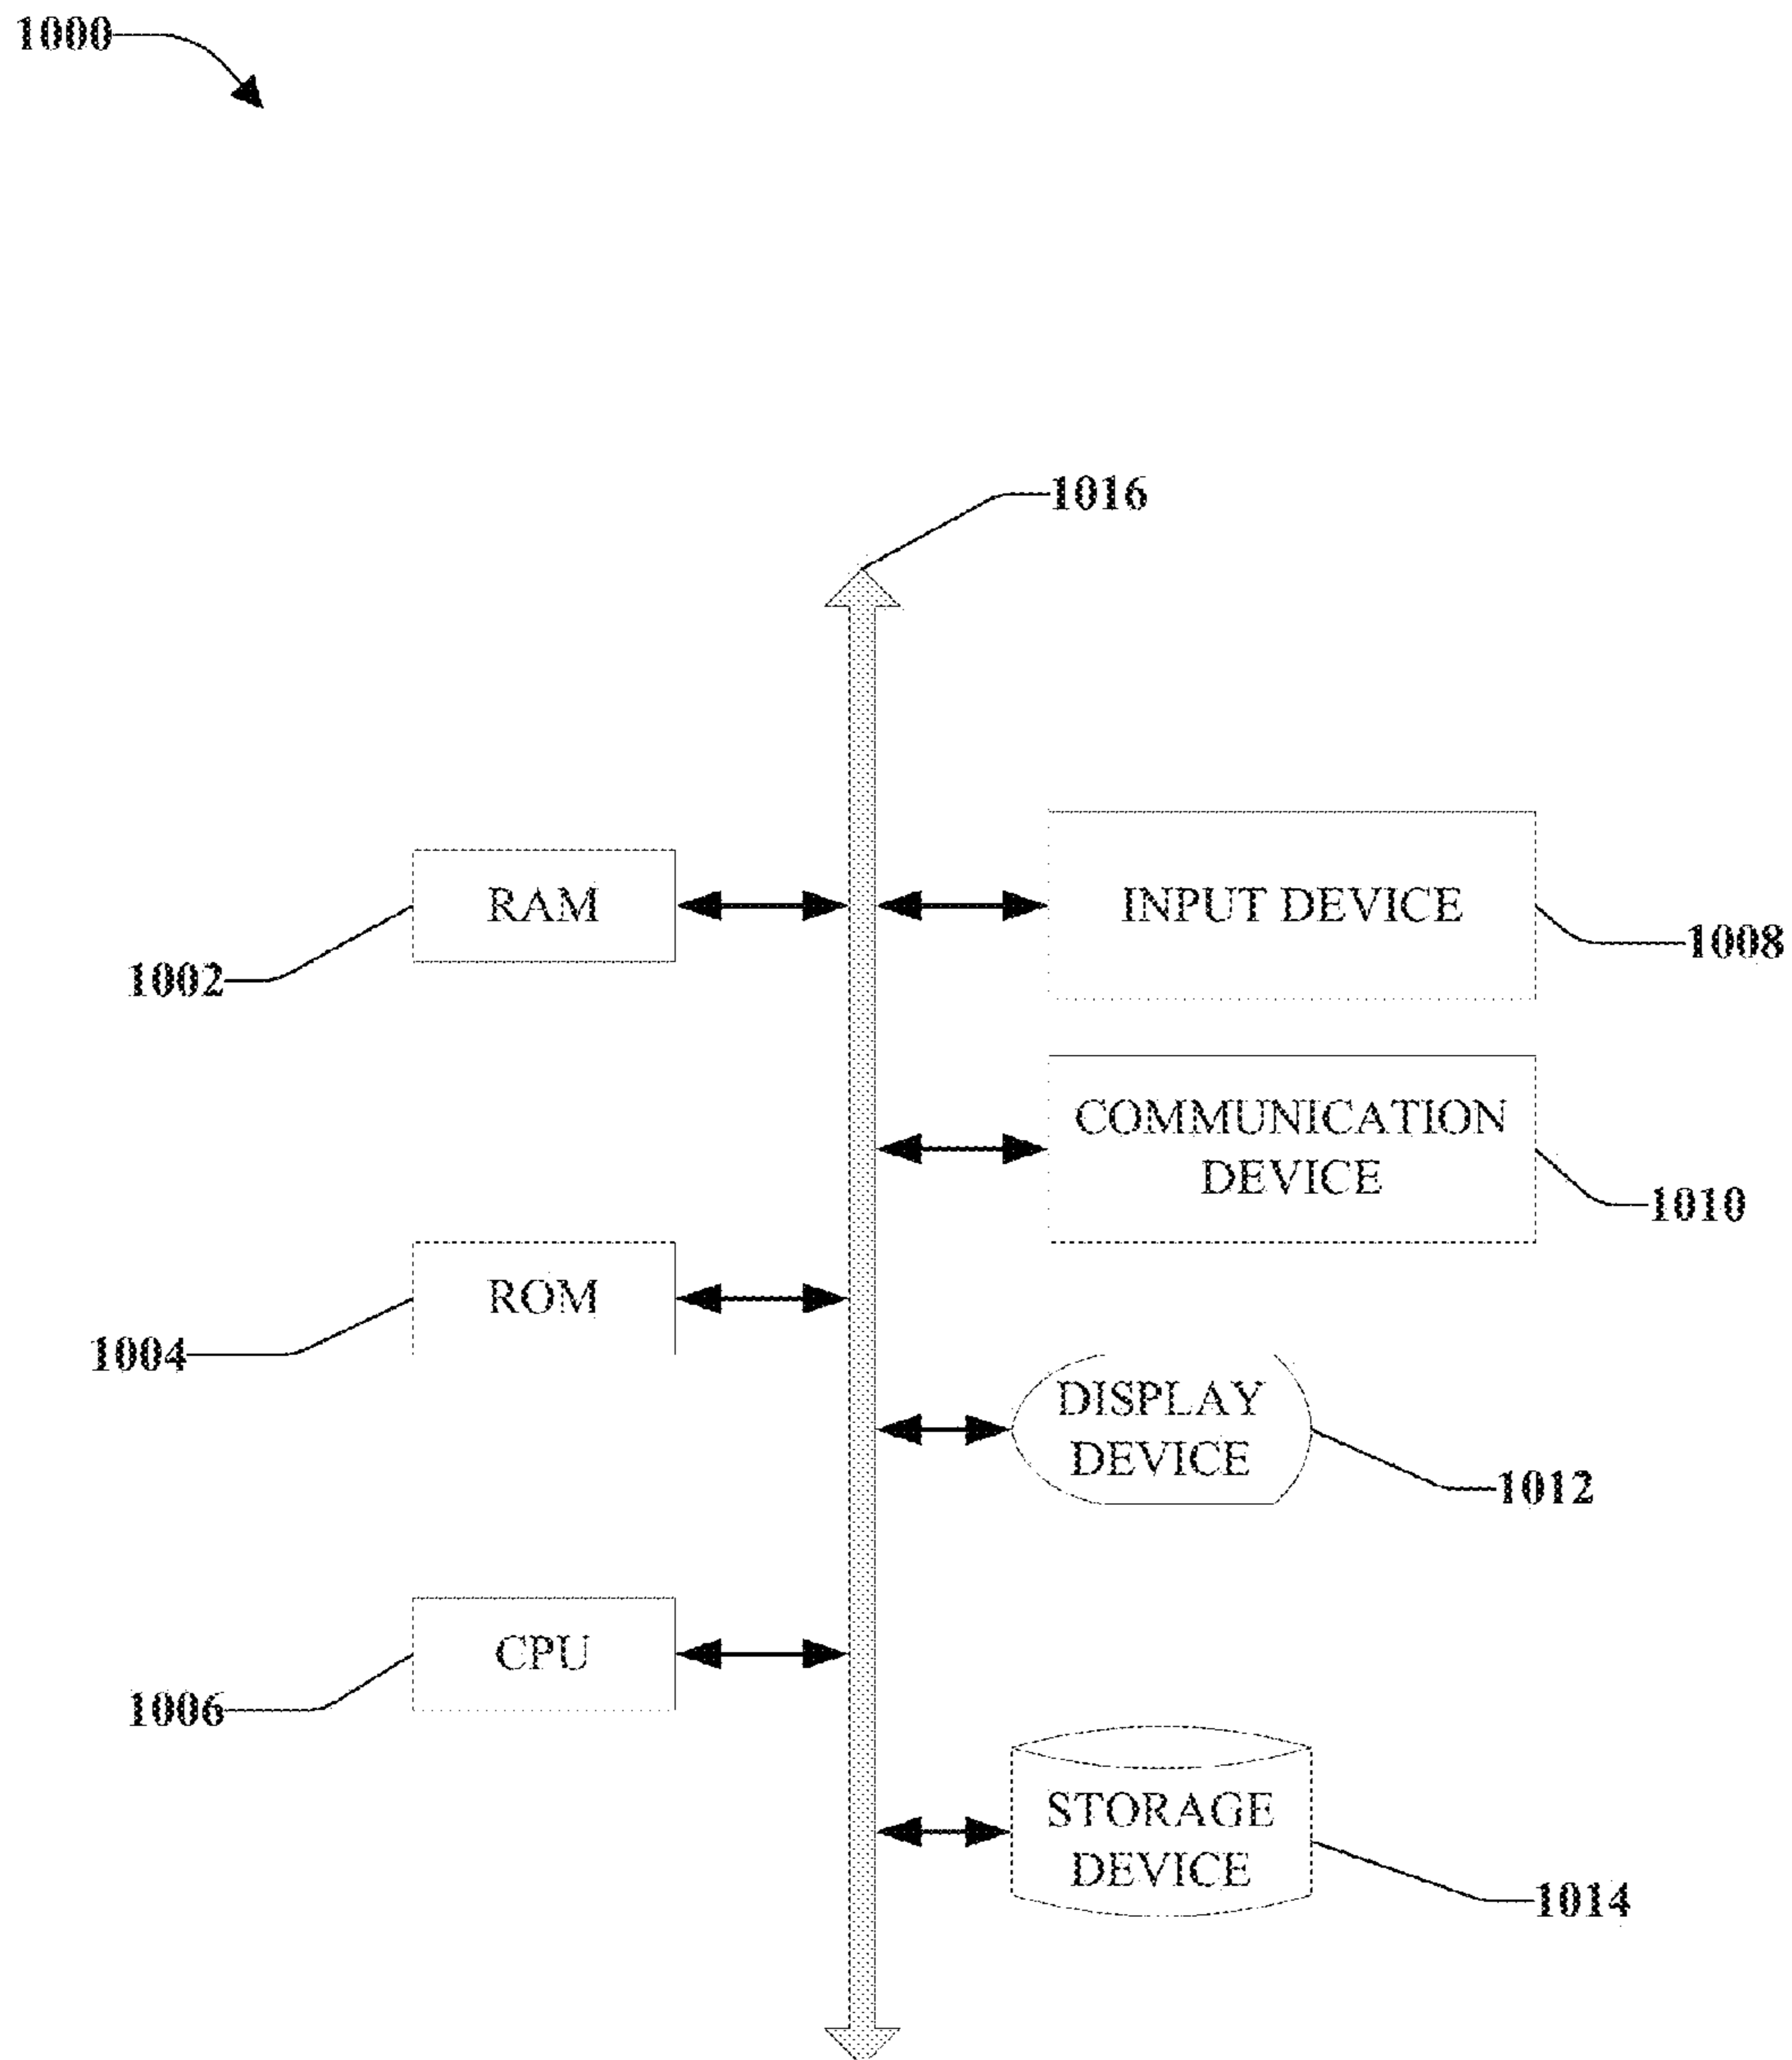 1000
1016
RAM
INPUT DEVICE
1008
1002
COMMUNICATION
DEVICE
1010
ROM
1004
DISPLAY
DEVICE
1012
CPU
1006
STORAGE
DEVICE
1014